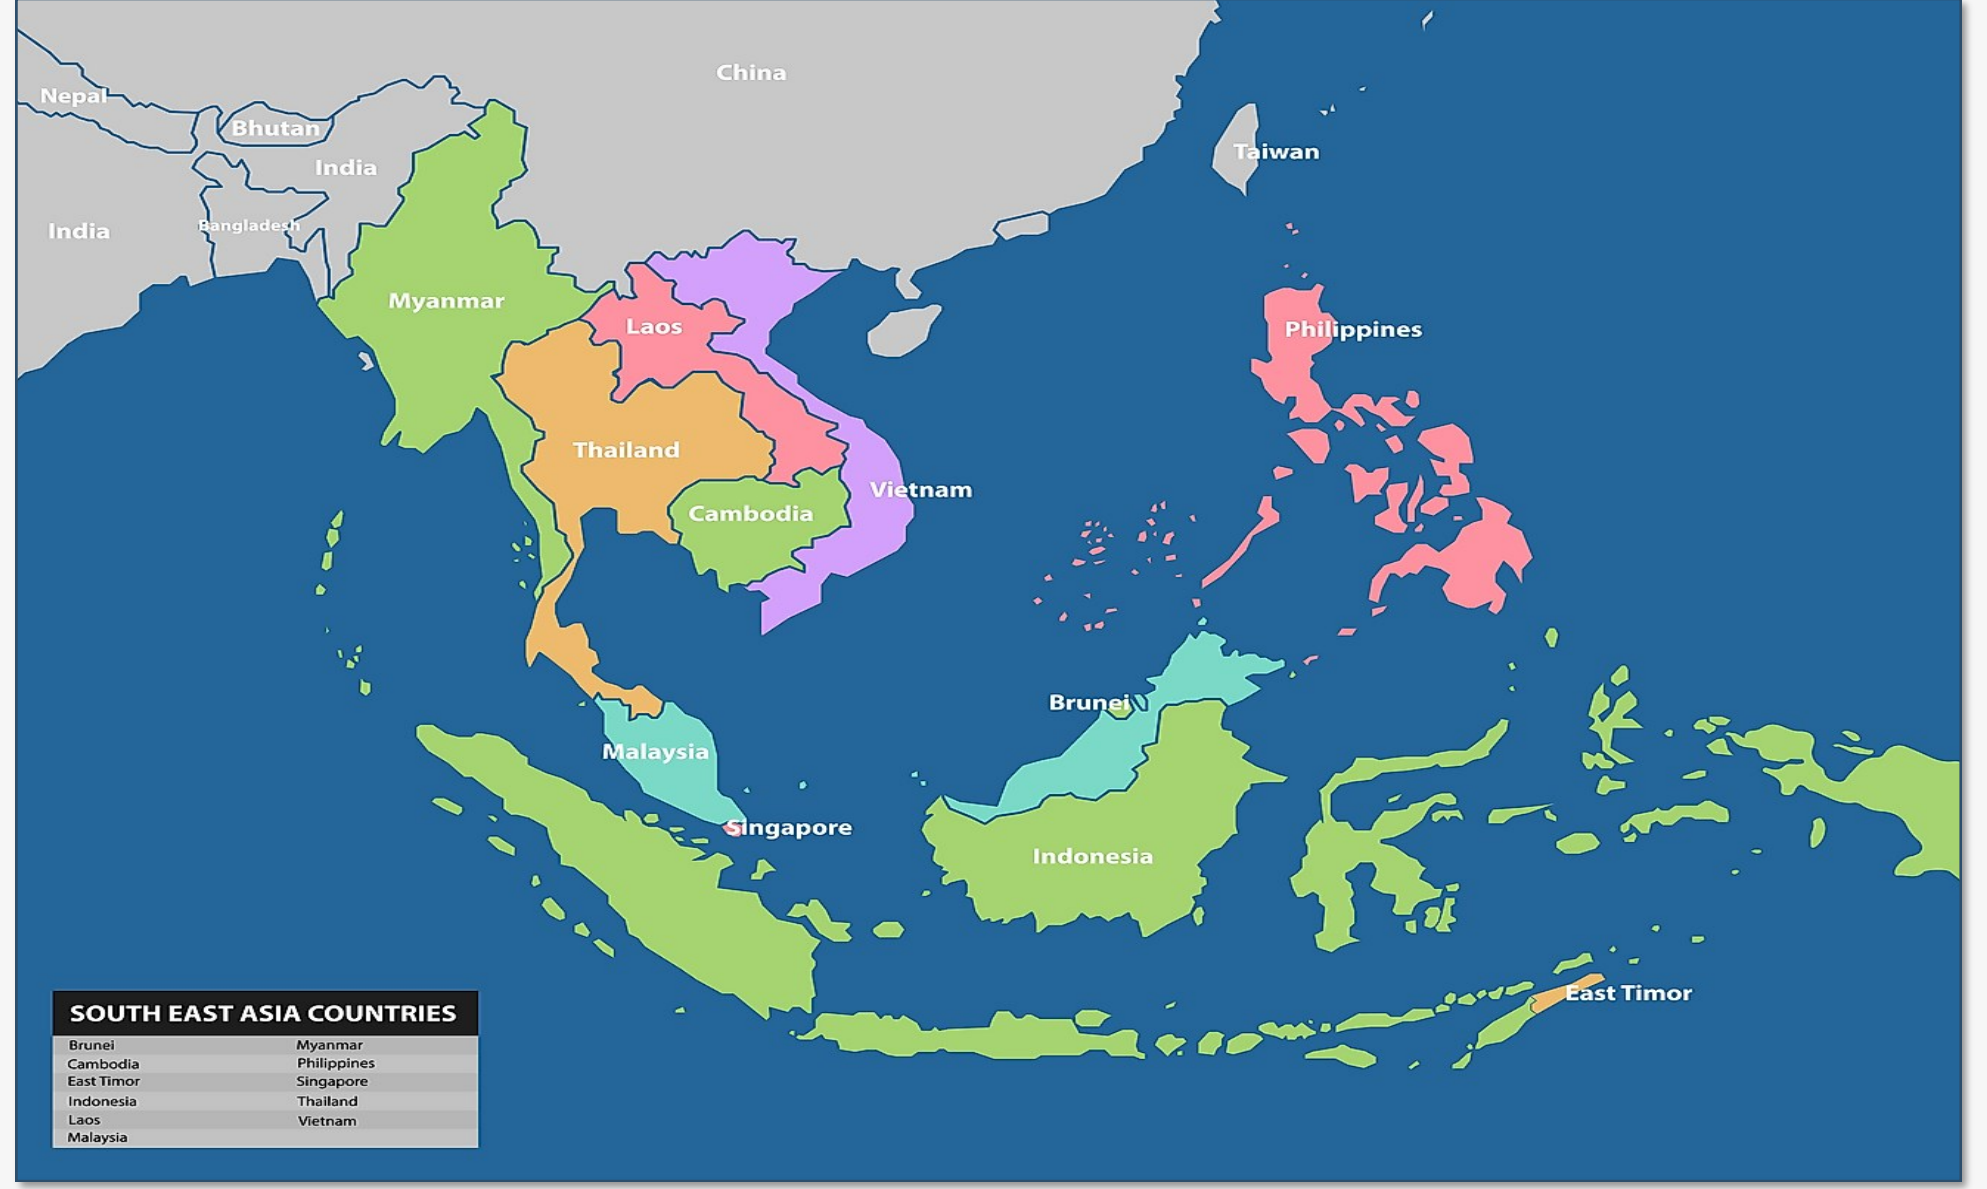 China
Nepal
Bhutan
Taiwan
India
Bangladesh
India
Myanmar
Laos
Philippines
Thailand
Vietnam
Cambodia
Brunei
Malaysia
Singapore
Indonesia
East Timor
SOUTH EAST ASIA COUNTRIES
Brunei Myanmar
Cambodia Philippines
East Timor Singapore
Indonesia Thailand
Laos Vietnam
Malaysia